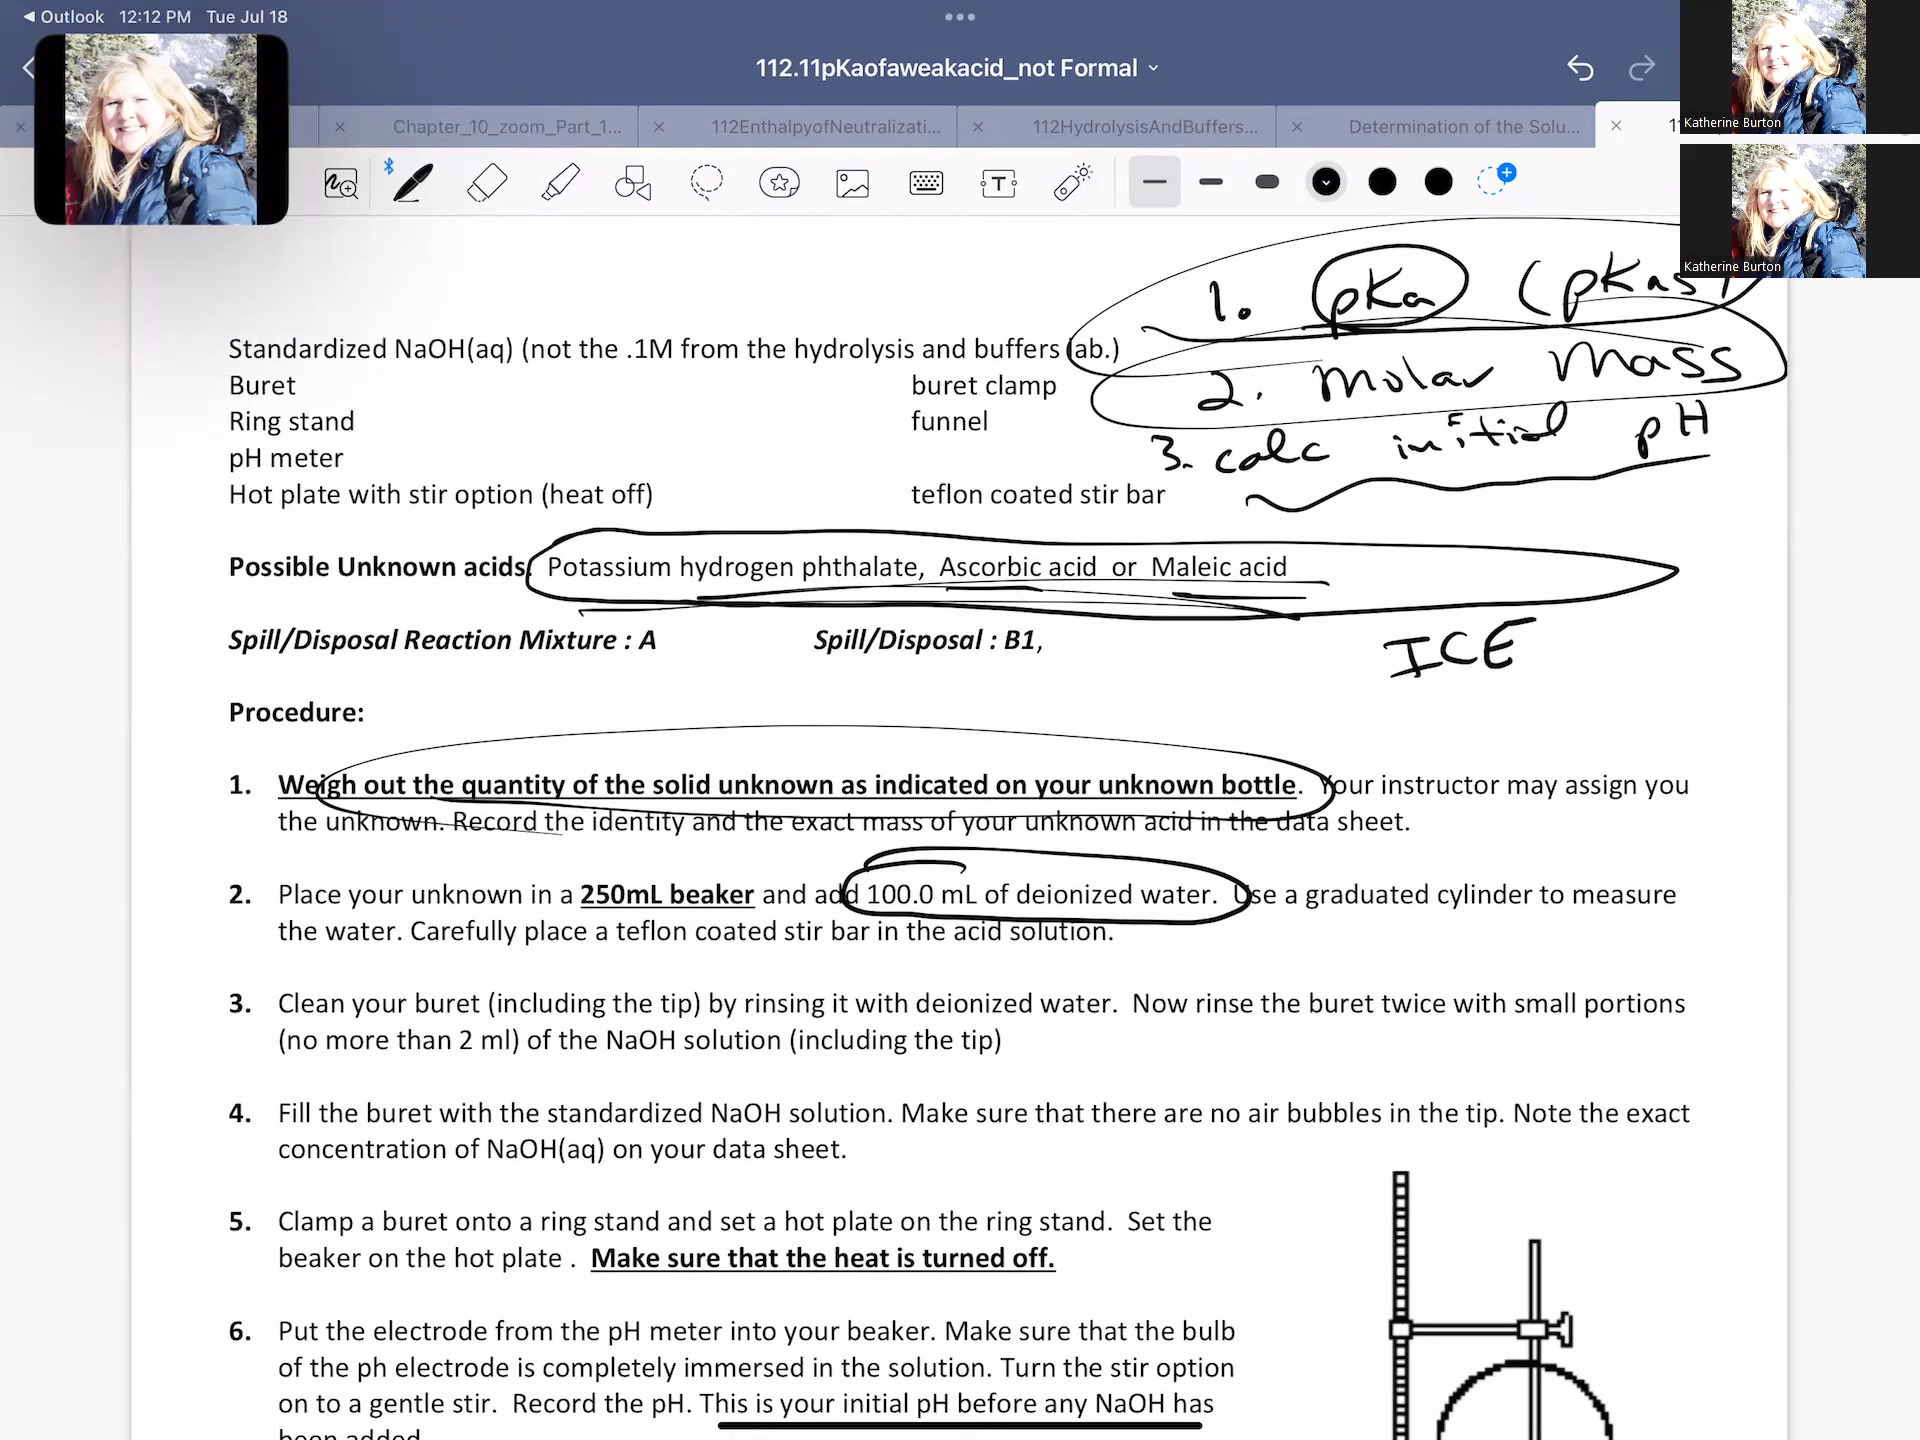 Outlook 12:12 PM Tue Jul 18
112.11pKaofaweakacid_not Formal
Chapter_10_zoom_Part_1...
112EnthalpyofNeutralizati...
112HydrolysisAndBuffers...
Determination of the Solu...
Katherine Burton
Katherine Burton
1. pKa (pKas)
Standardized NaOH(aq) (not the .1M from the hydrolysis and buffers lab.)
2. Molar Mass
Buret buret clamp
Ring stand funnel
3. calc initial pH
pH meter
Hot plate with stir option (heat off) teflon coated stir bar
Possible Unknown acids: Potassium hydrogen phthalate, Ascorbic acid or Maleic acid
Spill/Disposal Reaction Mixture : A Spill/Disposal : B1,
ICE
Procedure:
1. Weigh out the quantity of the solid unknown as indicated on your unknown bottle. Your instructor may assign you
the unknown. Record the identity and the exact mass of your unknown acid in the data sheet.
2. Place your unknown in a 250mL beaker and add 100.0 mL of deionized water. Use a graduated cylinder to measure
the water. Carefully place a teflon coated stir bar in the acid solution.
3. Clean your buret (including the tip) by rinsing it with deionized water. Now rinse the buret twice with small portions
(no more than 2 ml) of the NaOH solution (including the tip)
4. Fill the buret with the standardized NaOH solution. Make sure that there are no air bubbles in the tip. Note the exact
concentration of NaOH(aq) on your data sheet.
5. Clamp a buret onto a ring stand and set a hot plate on the ring stand. Set the
beaker on the hot plate . Make sure that the heat is turned off.
6. Put the electrode from the pH meter into your beaker. Make sure that the bulb
of the ph electrode is completely immersed in the solution. Turn the stir option
on to a gentle stir. Record the pH. This is your initial pH before any NaOH has
been added